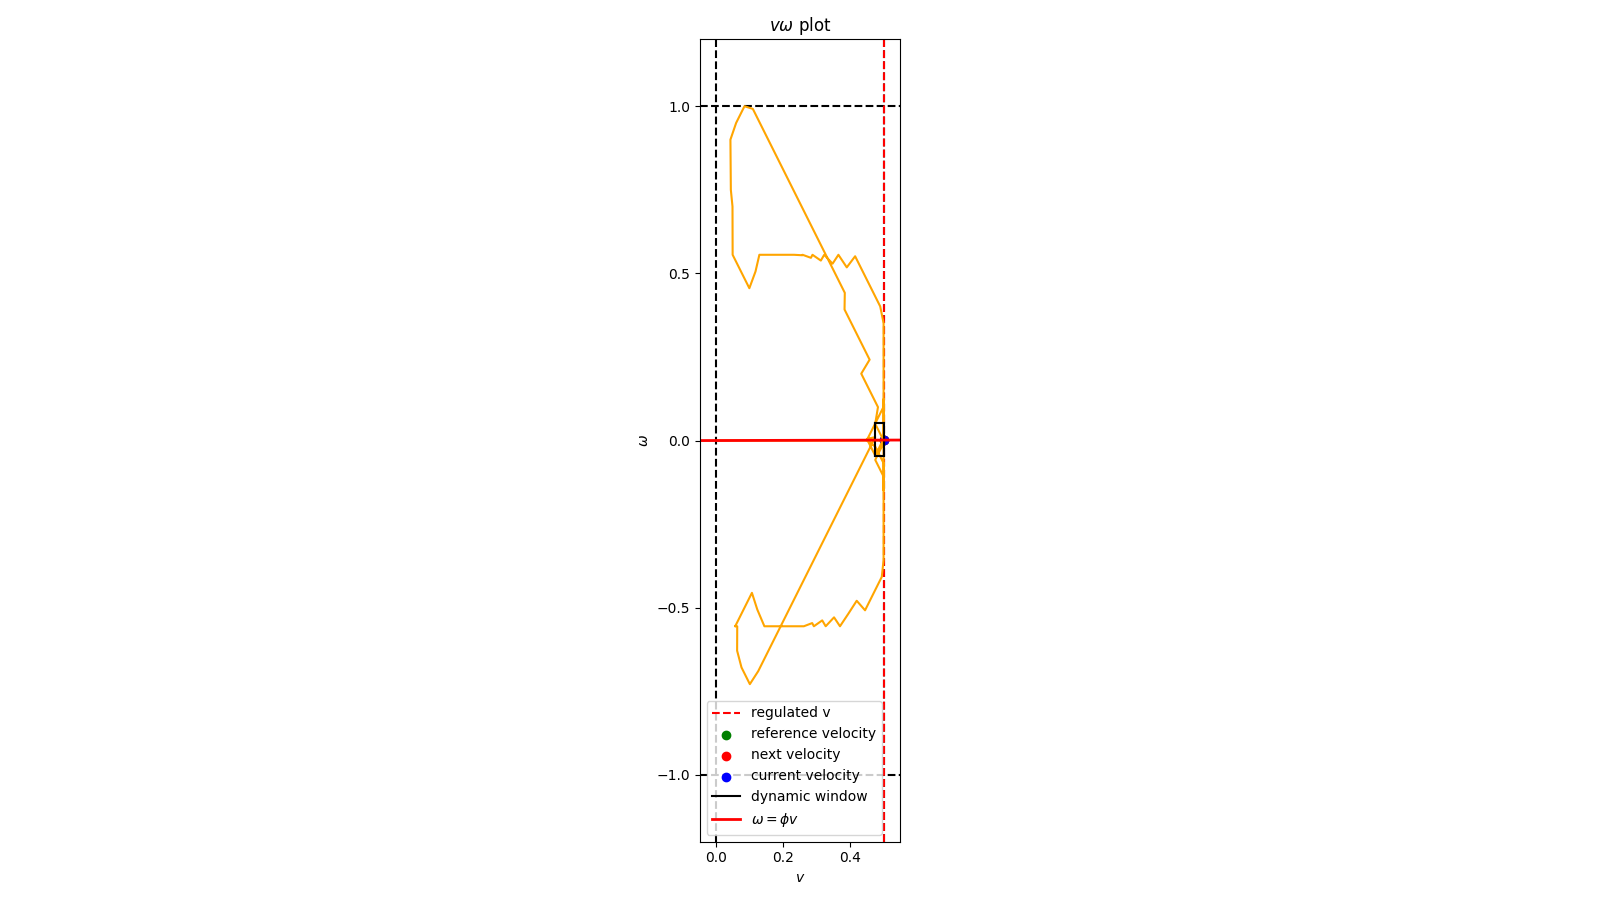 vω plot
1.0
0.5
0.0
−0.5
−1.0
ω
regulated v
reference velocity
next velocity
current velocity
dynamic window
ω = ϕv
0.0 0.2 0.4
v